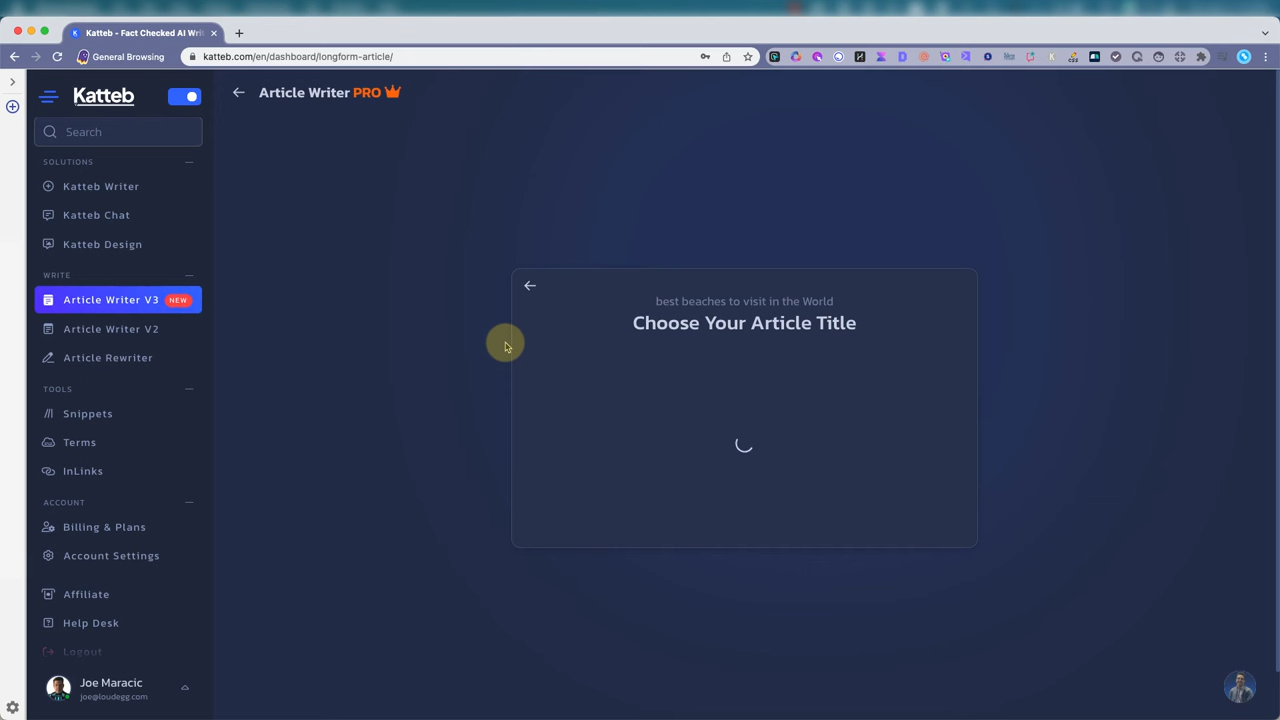 Katteb - Fact Checked AI Writ
General Browsing
katteb.com/en/dashboard/longform-article/
Katteb
Search
SOLUTIONS
Katteb Writer
Katteb Chat
Katteb Design
WRITE
Article Writer V3 NEW
Article Writer V2
Article Rewriter
TOOLS
Snippets
Terms
InLinks
ACCOUNT
Billing & Plans
Account Settings
Affiliate
Help Desk
Logout
Joe Maracic
joe@loudegg.com
Article Writer PRO
best beaches to visit in the World
Choose Your Article Title